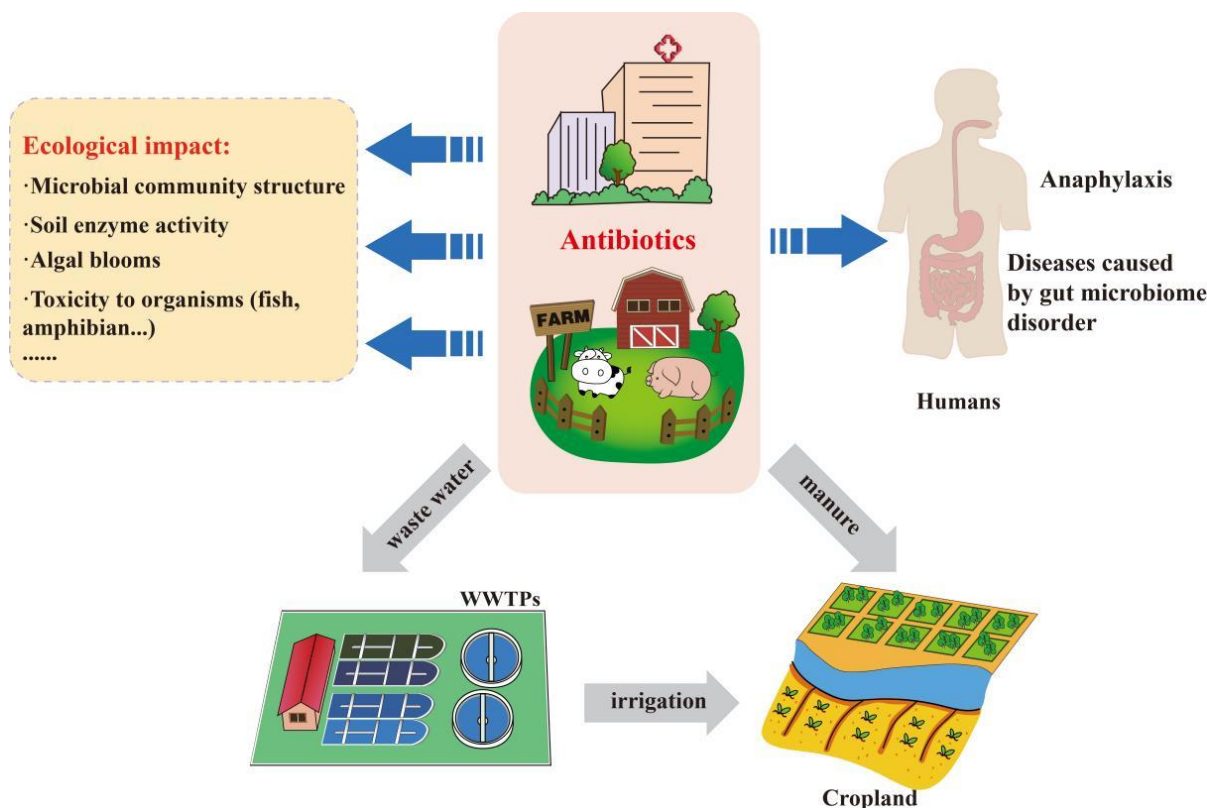 Ecological impact:
·Microbial community structure
·Soil enzyme activity
·Algal blooms
·Toxicity to organisms (fish,
amphibian...)
......
Antibiotics
FARM
Anaphylaxis
Diseases caused
by gut microbiome
disorder
Humans
waste water
manure
WWTPs
irrigation
Cropland